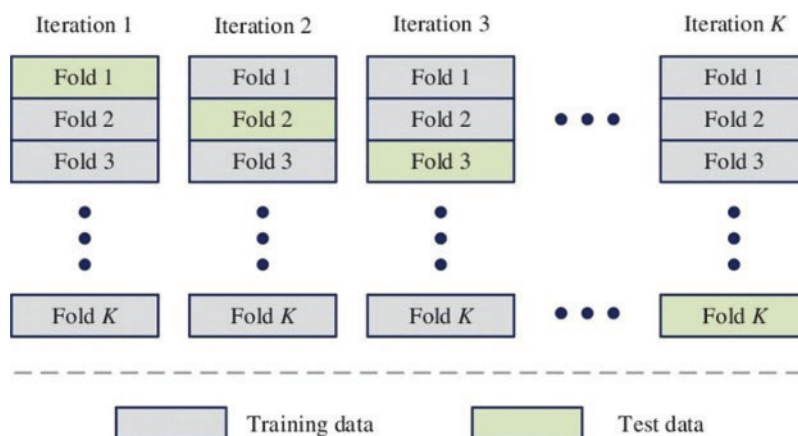 Iteration 1 Iteration 2 Iteration 3 Iteration K
Fold 1 Fold 1 Fold 1 Fold 1
Fold 2 Fold 2 Fold 2 Fold 2
Fold 3 Fold 3 Fold 3 Fold 3
Fold K Fold K Fold K Fold K
Training data Test data